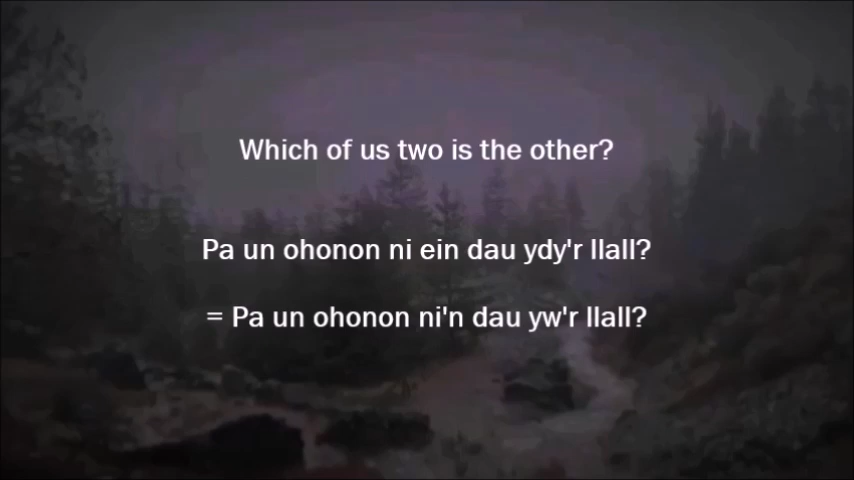 Which of us two is the other?
Pa un ohonon ni ein dau ydy'r llall?
= Pa un ohonon ni'n dau yw'r llall?